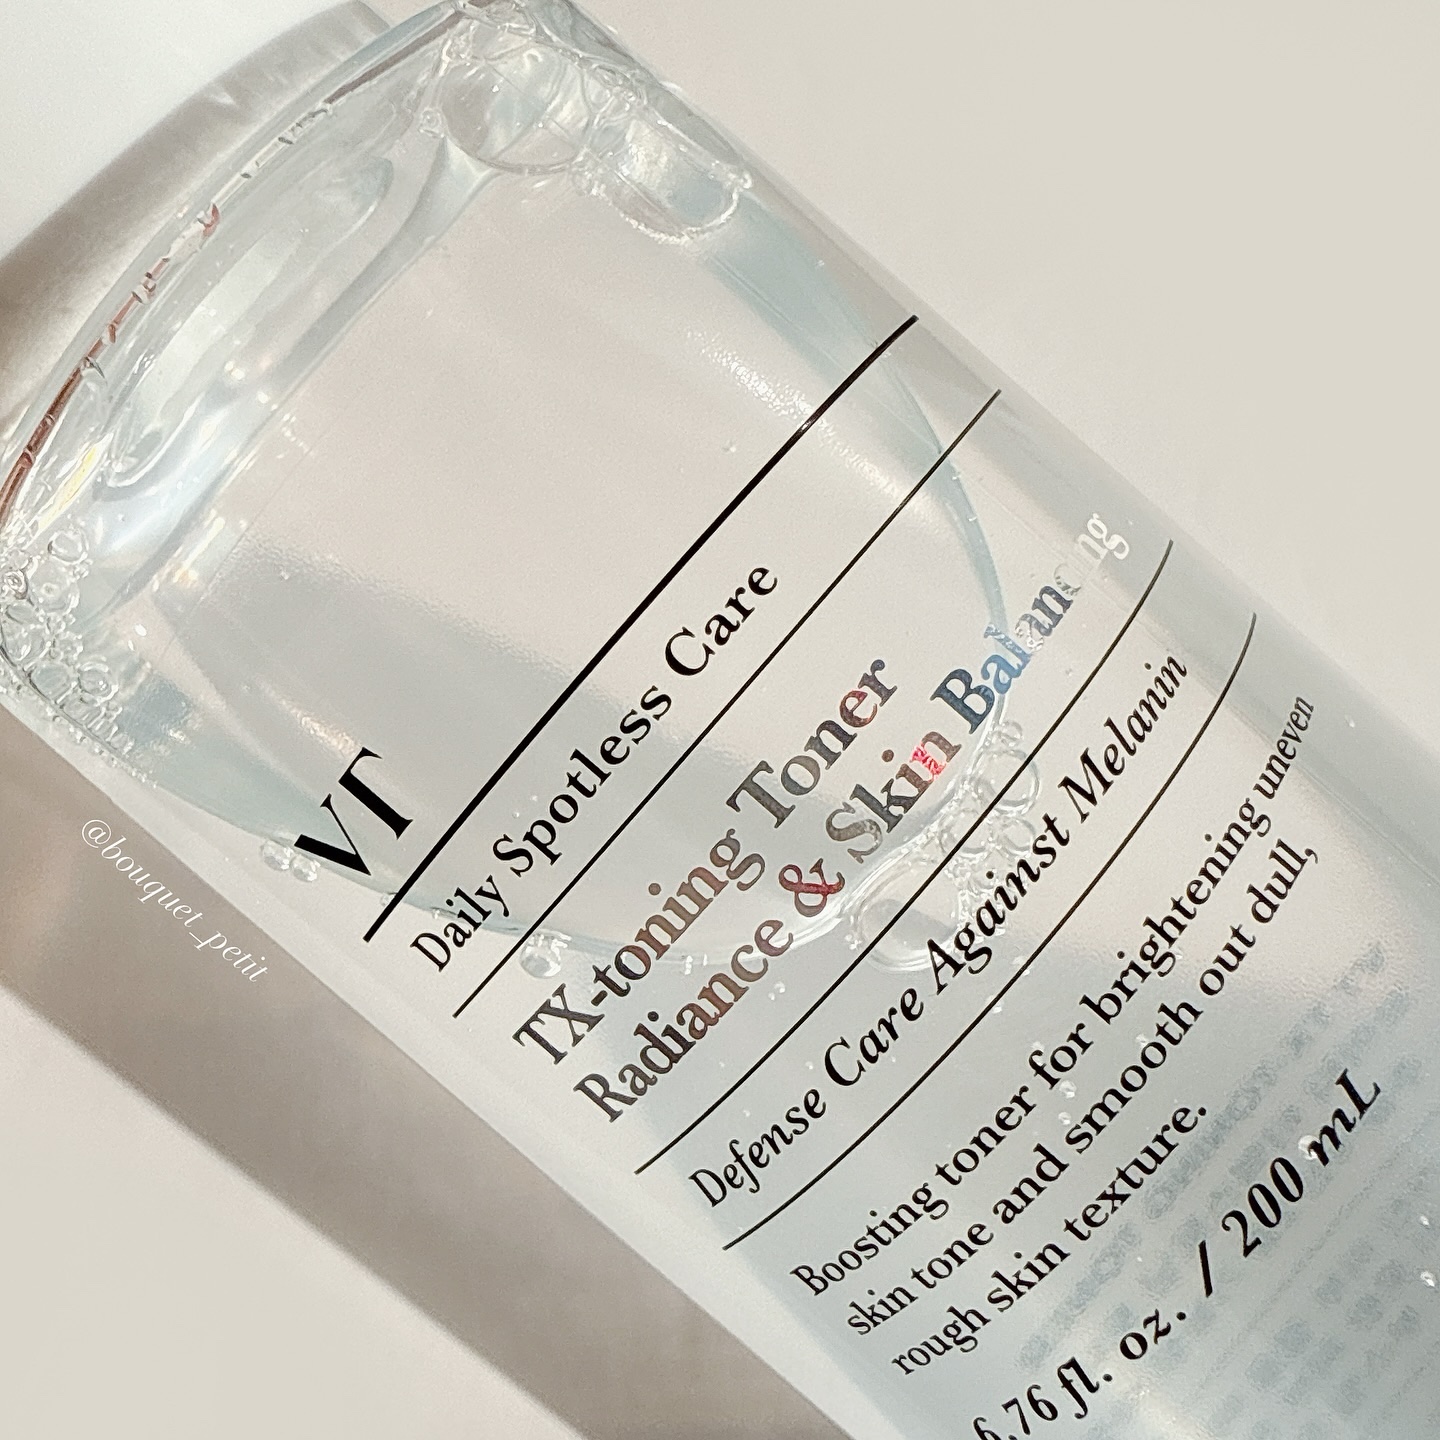 VT
Daily Spotless Care
TX-toning Toner
Radiance & Skin Balancing
Defense Care Against Melanin
Boosting toner for brightening uneven
skin tone and smooth out dull,
rough skin texture.
6.76 fl. oz. / 200 mL
@bouquet_petit